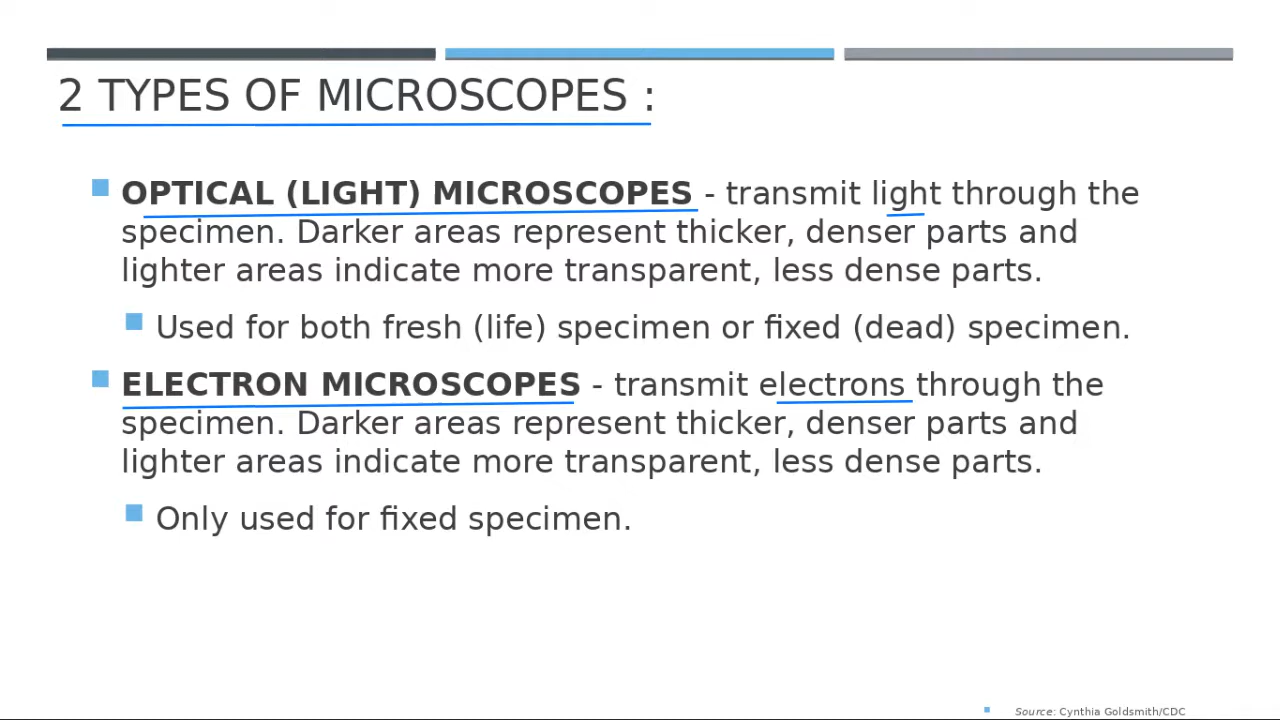 2 TYPES OF MICROSCOPES :
OPTICAL (LIGHT) MICROSCOPES - transmit light through the
specimen. Darker areas represent thicker, denser parts and
lighter areas indicate more transparent, less dense parts.
Used for both fresh (life) specimen or fixed (dead) specimen.
ELECTRON MICROSCOPES - transmit electrons through the
specimen. Darker areas represent thicker, denser parts and
lighter areas indicate more transparent, less dense parts.
Only used for fixed specimen.
Source: Cynthia Goldsmith/CDC